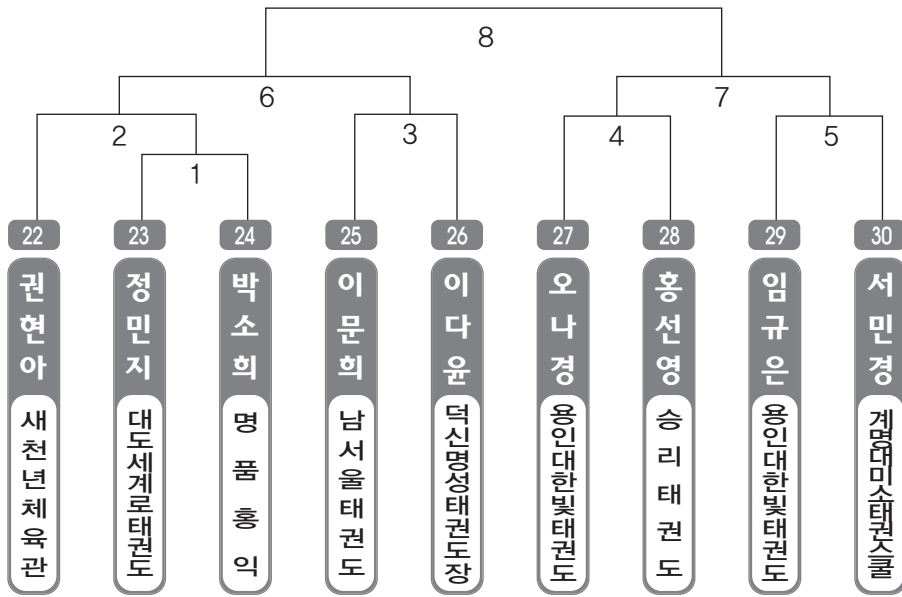 8
6
7
2
3
4
5
1
22
23
24
25
26
27
28
29
30
권현아
정민지
박소희
이문희
이다윤
오나경
홍선영
임규은
서민경
새천년체육관
대도세계로태권도
명품홍익
남서울태권도
덕신명성태권도장
용인대한빛태권도
승리태권도
용인대한빛태권도
계명대미소태권스쿨